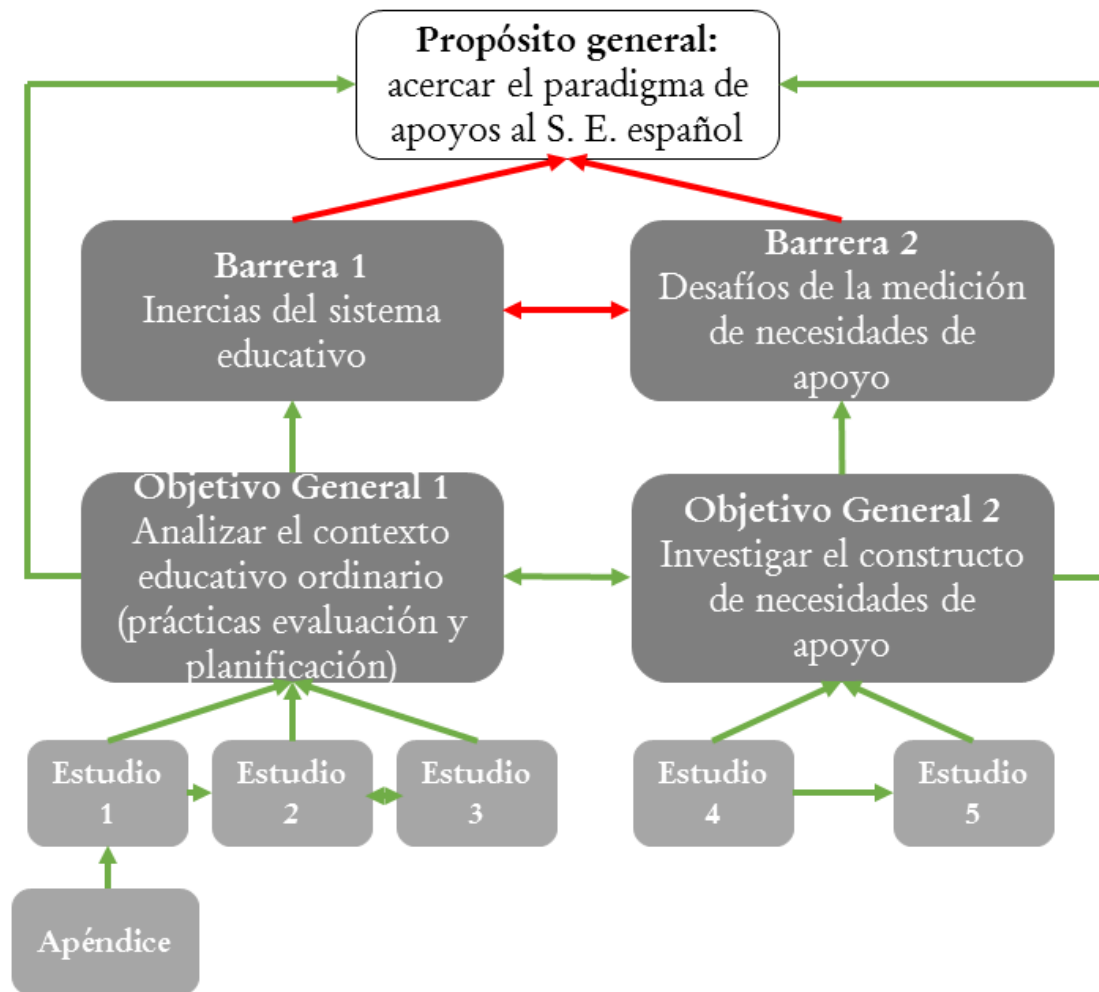 Propósito general:
acercar el paradigma de
apoyos al S. E. español
Barrera 1
Inercias del sistema
educativo
Barrera 2
Desafíos de la medición
de necesidades de
apoyo
Objetivo General 1
Analizar el contexto
educativo ordinario
(prácticas evaluación y
planificación)
Objetivo General 2
Investigar el constructo
de necesidades de
apoyo
Estudio
1
Estudio
2
Estudio
3
Estudio
4
Estudio
5
Apéndice